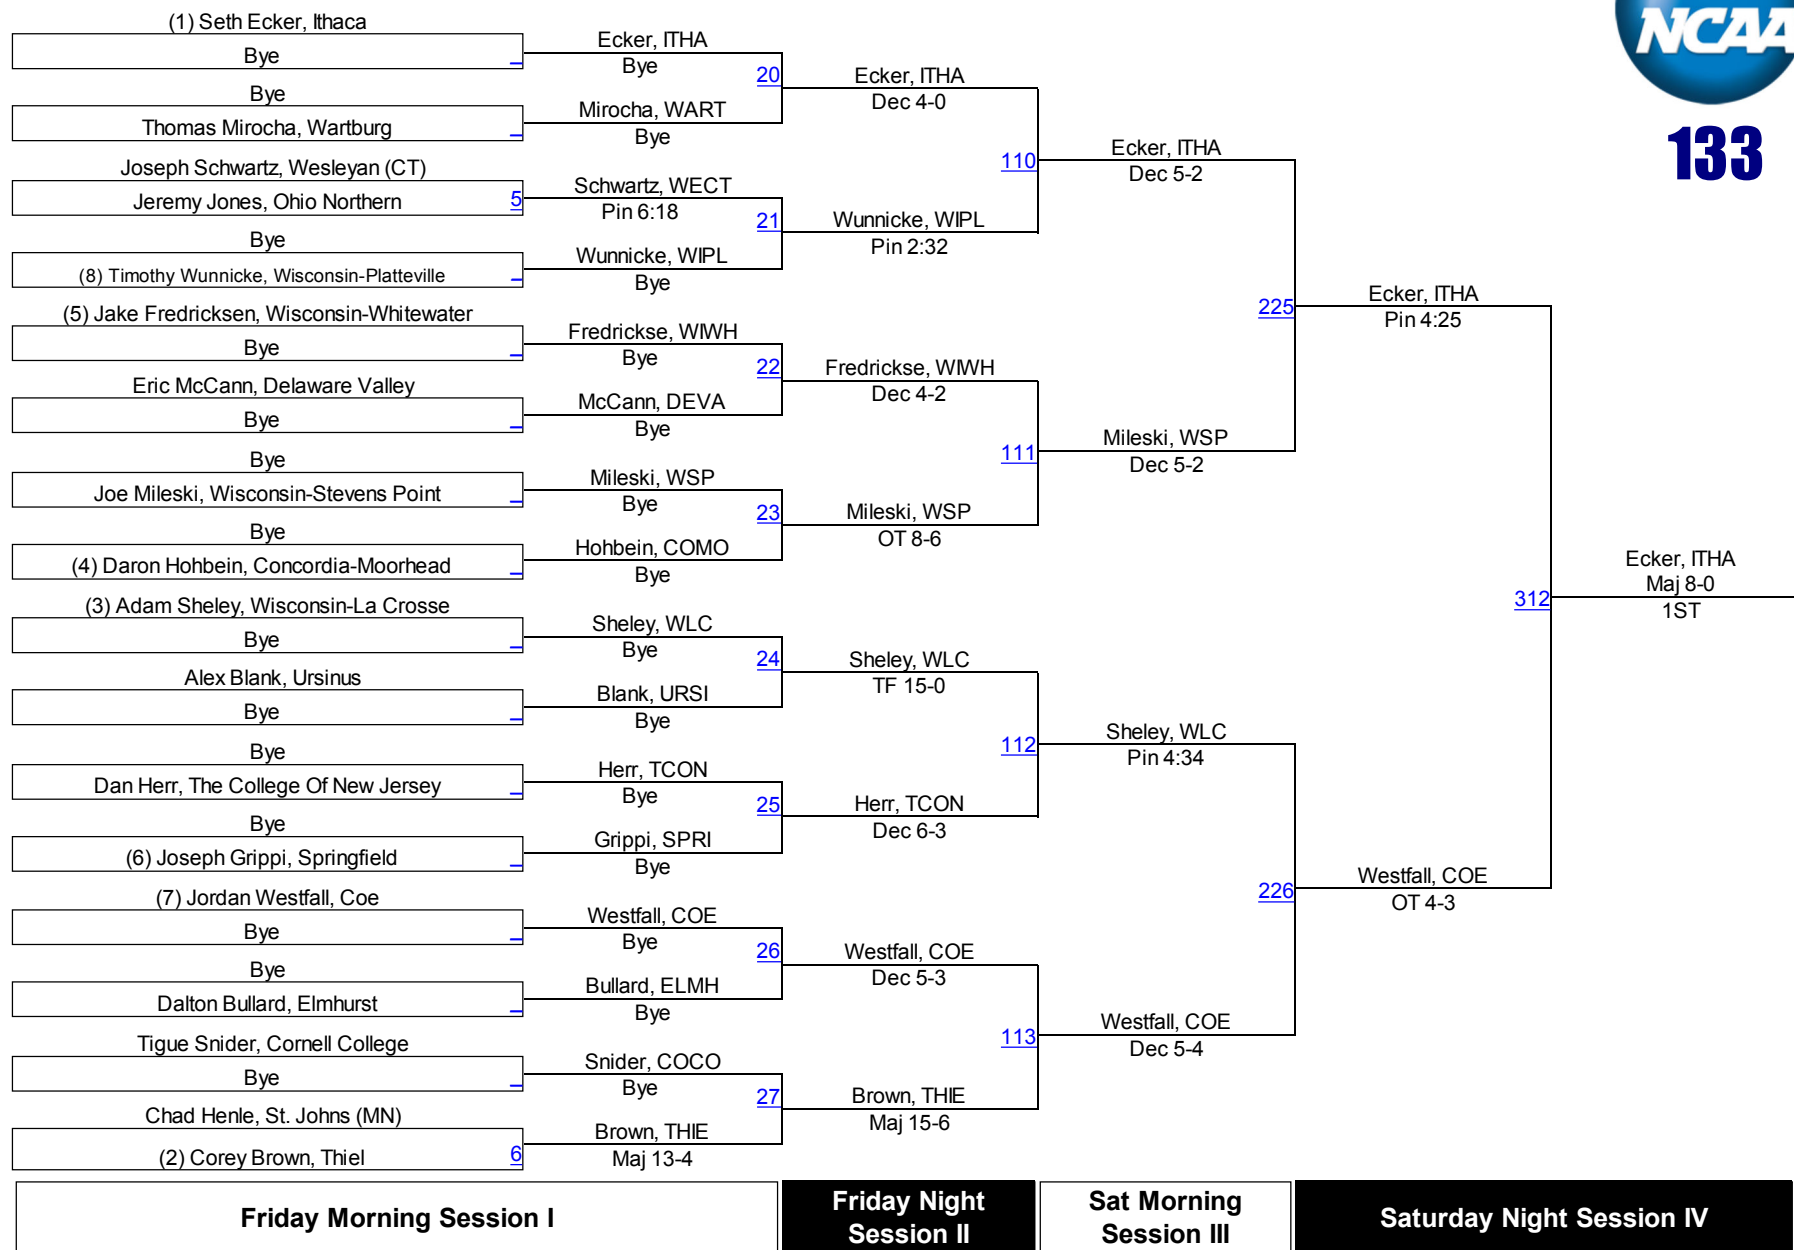 NCAA
133
(1) Seth Ecker, Ithaca
Bye
Bye
Thomas Mirocha, Wartburg
Joseph Schwartz, Wesleyan (CT)
Jeremy Jones, Ohio Northern 5
Bye
(8) Timothy Wunnicke, Wisconsin-Platteville
(5) Jake Fredricksen, Wisconsin-Whitewater
Bye
Eric McCann, Delaware Valley
Bye
Bye
Joe Mileski, Wisconsin-Stevens Point
Bye
(4) Daron Hohbein, Concordia-Moorhead
(3) Adam Sheley, Wisconsin-La Crosse
Bye
Alex Blank, Ursinus
Bye
Bye
Dan Herr, The College Of New Jersey
Bye
(6) Joseph Grippi, Springfield
(7) Jordan Westfall, Coe
Bye
Bye
Dalton Bullard, Elmhurst
Tigue Snider, Cornell College
Bye
Chad Henle, St. Johns (MN)
(2) Corey Brown, Thiel 6
Ecker, ITHA
Bye
20
Mirocha, WART
Bye
Schwartz, WECT
Pin 6:18
21
Wunnicke, WIPL
Bye
Fredrickse, WIWH
Bye
22
McCann, DEVA
Bye
Mileski, WSP
Bye
23
Hohbein, COMO
Bye
Sheley, WLC
Bye
24
Blank, URSI
Bye
Herr, TCON
Bye
25
Grippi, SPRI
Bye
Westfall, COE
Bye
26
Bullard, ELMH
Bye
Snider, COCO
Bye
27
Brown, THIE
Maj 13-4
Ecker, ITHA
Dec 4-0
110
Wunnicke, WIPL
Pin 2:32
Fredrickse, WIWH
Dec 4-2
111
Mileski, WSP
OT 8-6
Sheley, WLC
TF 15-0
112
Herr, TCON
Dec 6-3
Westfall, COE
Dec 5-3
113
Brown, THIE
Maj 15-6
Ecker, ITHA
Dec 5-2
225
Mileski, WSP
Dec 5-2
Sheley, WLC
Pin 4:34
226
Westfall, COE
Dec 5-4
Ecker, ITHA
Pin 4:25
312
Westfall, COE
OT 4-3
Ecker, ITHA
Maj 8-0
1ST
Friday Morning Session I
Friday Night
Session II
Sat Morning
Session III
Saturday Night Session IV